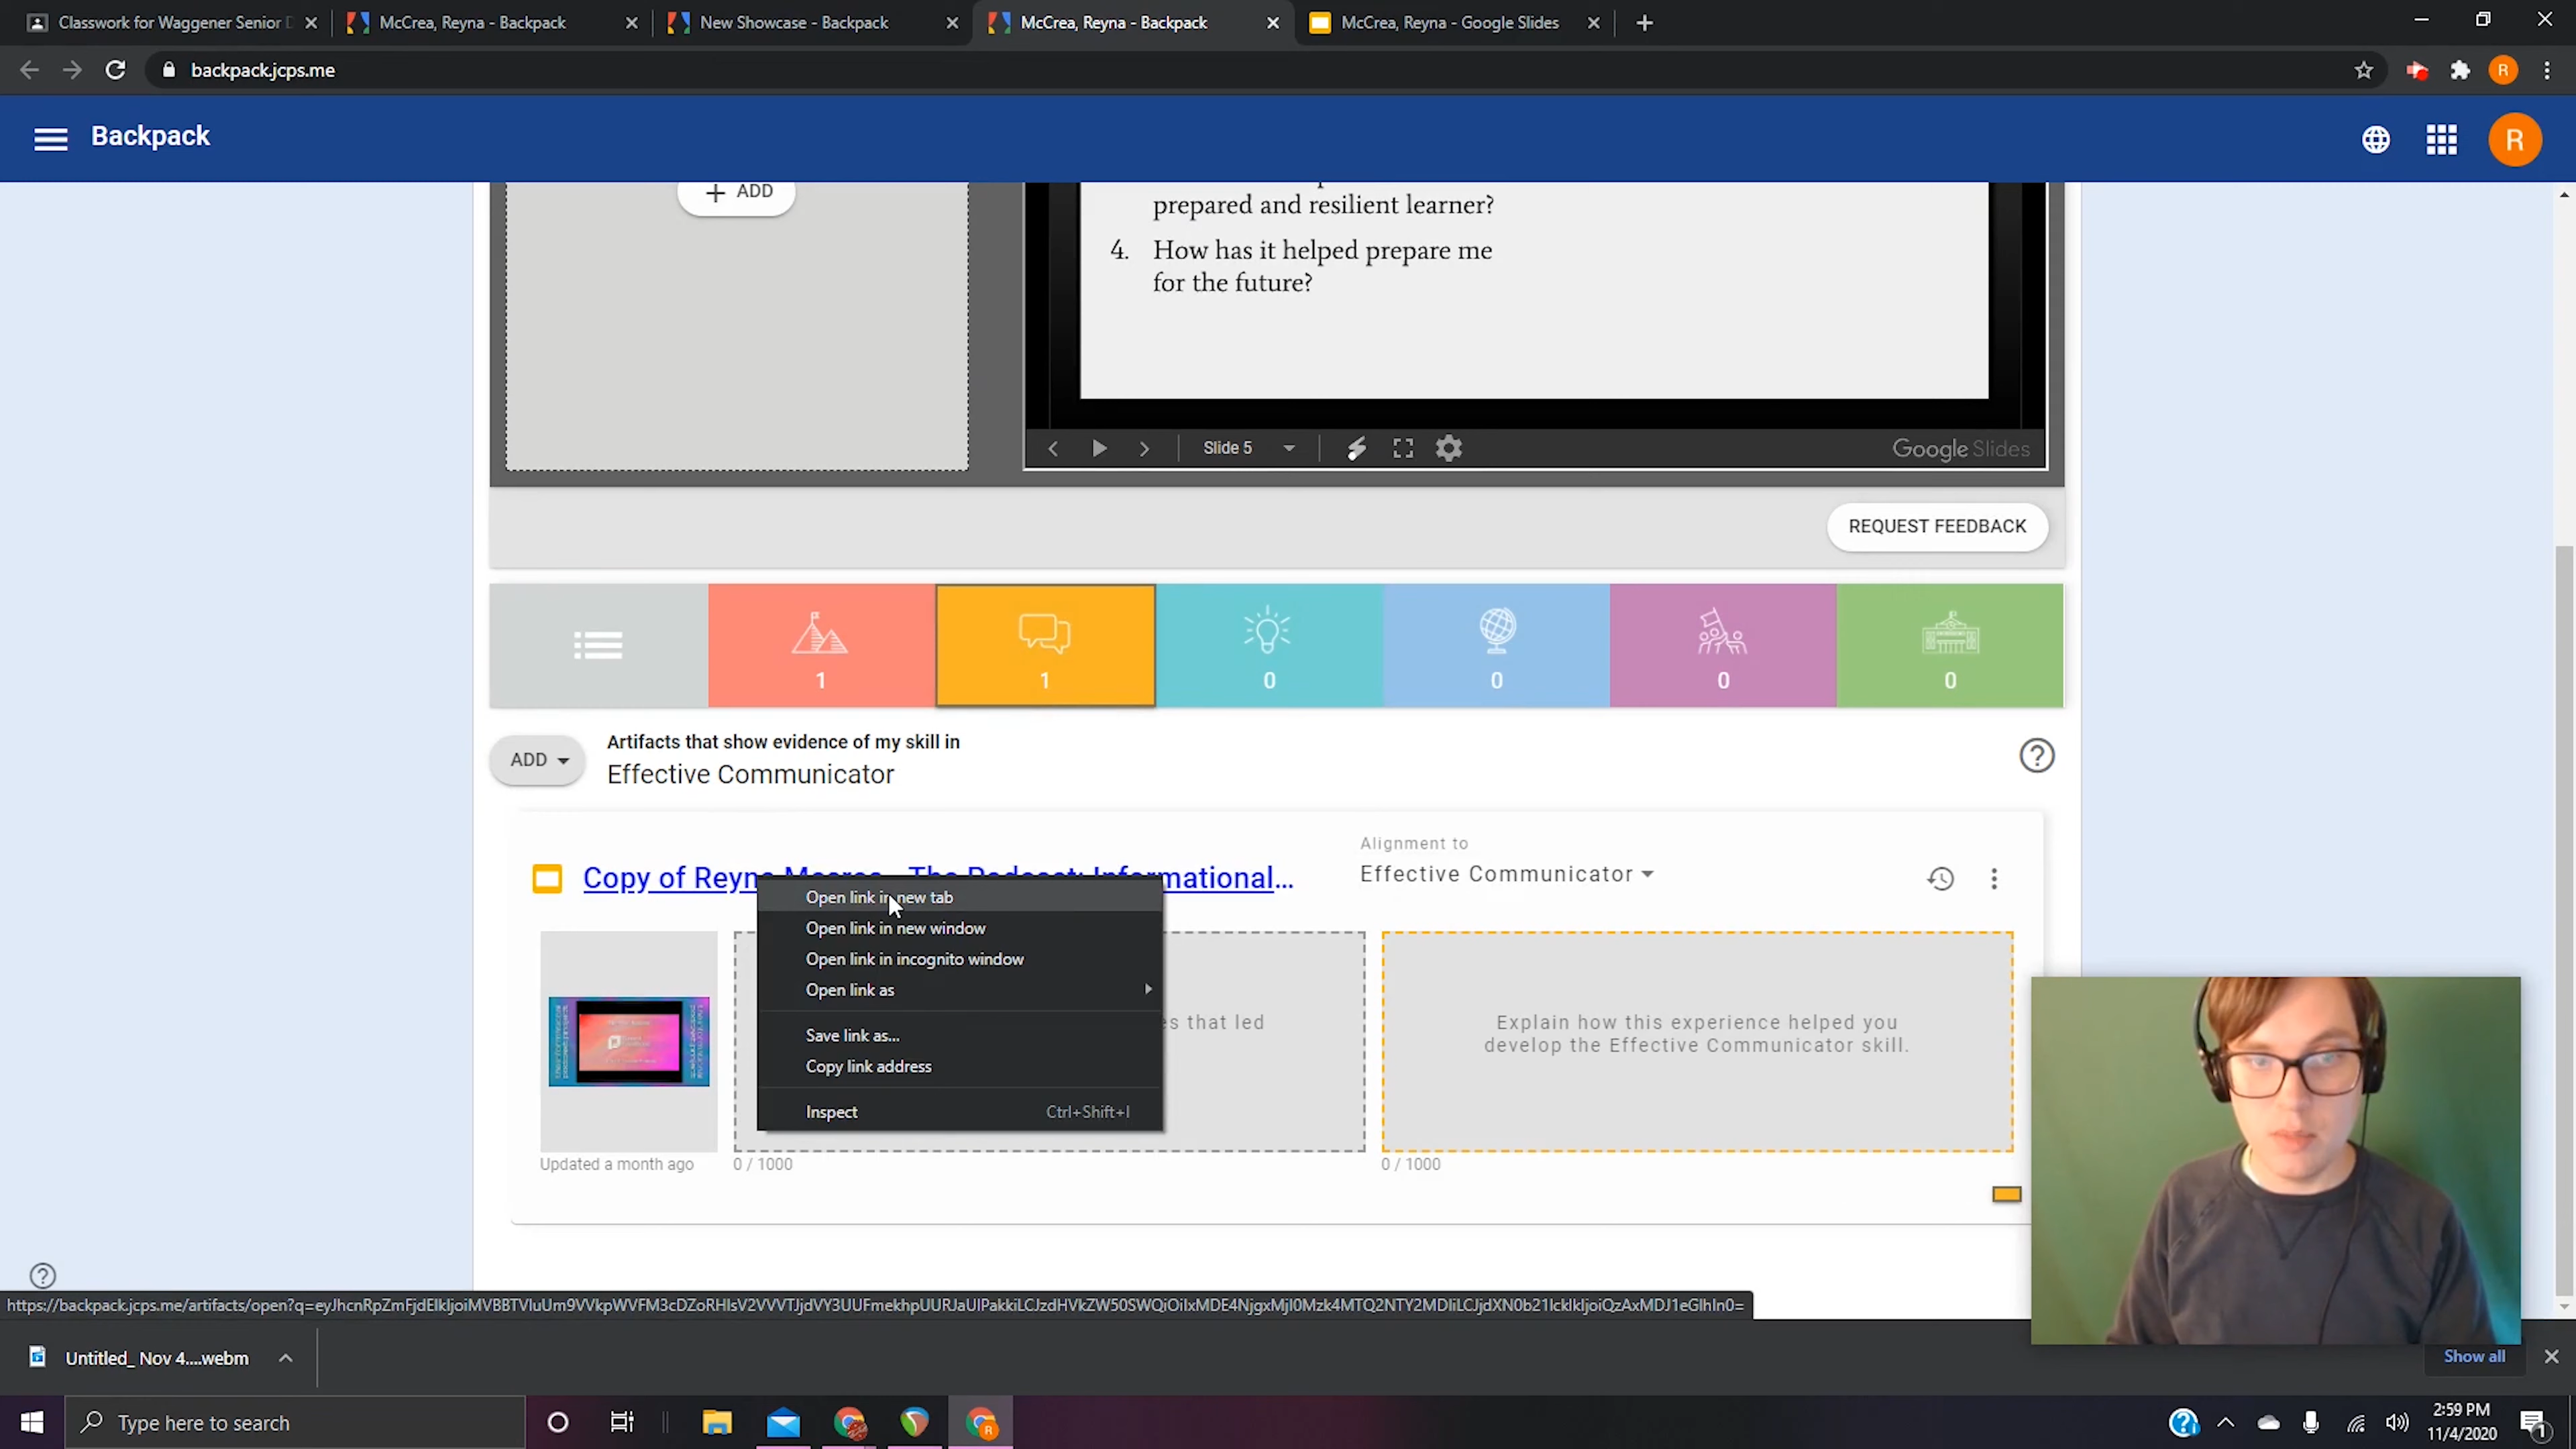 Classwork for Waggener Senior D
McCrea, Reyna - Backpack
New Showcase - Backpack
McCrea, Reyna - Backpack
McCrea, Reyna - Google Slides
backpack.jcps.me
R
Backpack
R
+ ADD
prepared and resilient learner?
4. How has it helped prepare me
for the future?
Slide 5
Google Slides
REQUEST FEEDBACK
1
1
0
0
0
0
ADD
Artifacts that show evidence of my skill in
Effective Communicator
Alignment to
Effective Communicator
Copy of Reyna Informational...
Open link in new tab
Open link in new window
Open link in incognito window
Open link as
Save link as...
Copy link address
Inspect Ctrl+Shift+I
s that led
Explain how this experience helped you
develop the Effective Communicator skill.
Updated a month ago
0 / 1000
0 / 1000
Untitled_ Nov 4....webm
Show all
Type here to search
2:59 PM
11/4/2020
1